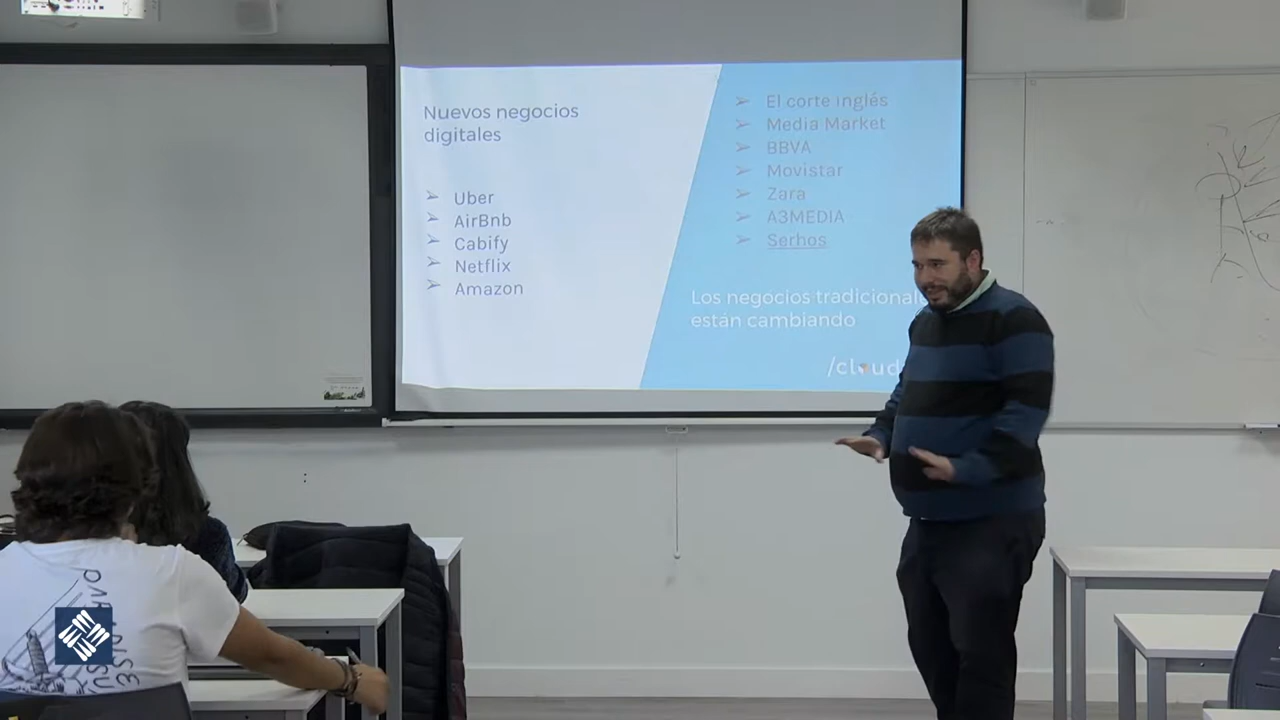 Nuevos negocios
digitales
Uber
AirBnb
Cabify
Netflix
Amazon
El corte inglés
Media Market
BBVA
Movistar
Zara
A3MEDIA
Serhos
Los negocios
están cambiando